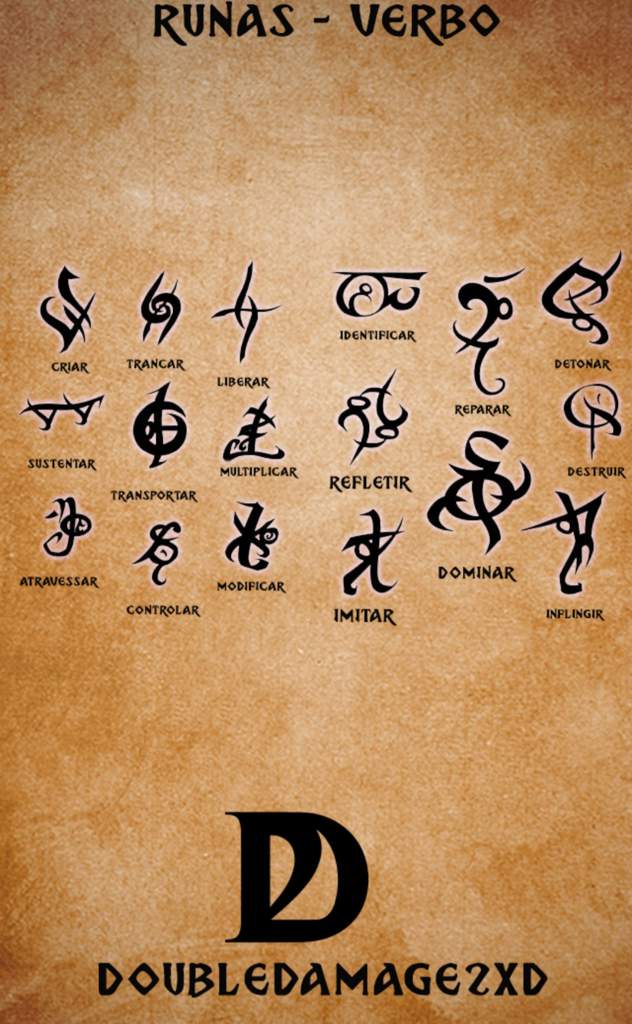 RUNAS - VERBO
CRIAR
TRANCAR
LIBERAR
IDENTIFICAR
REPARAR
DETONAR
SUSTENTAR
TRANSPORTAR
MULTIPLICAR
REFLETIR
DESTRUIR
ATRAVESSAR
CONTROLAR
MODIFICAR
IMITAR
DOMINAR
INFLINGIR
D
DOUBLEDAMAGE2XD